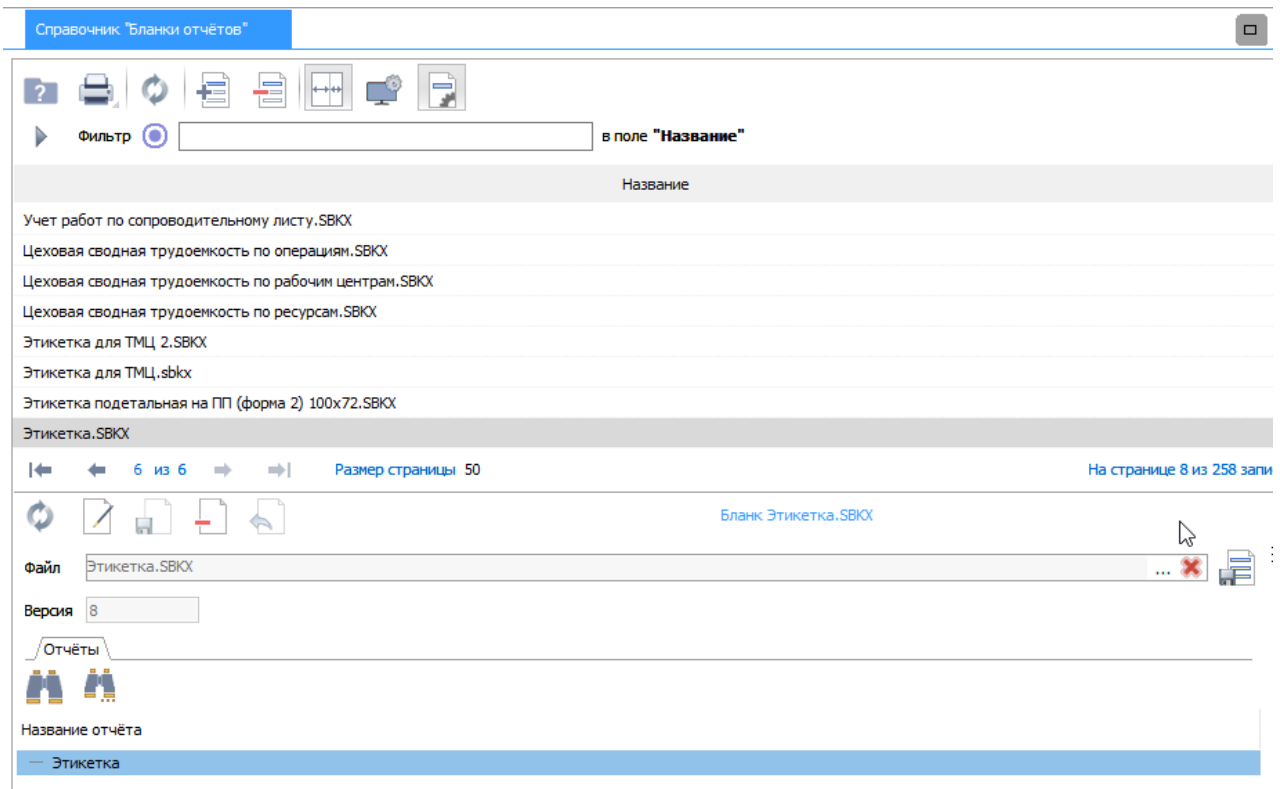 Справочник "Бланки отчётов"
Фильтр в поле "Название"
Название
Учет работ по сопроводительному листу.SBKX
Цеховая сводная трудоемкость по операциям.SBKX
Цеховая сводная трудоемкость по рабочим центрам.SBKX
Цеховая сводная трудоемкость по ресурсам.SBKX
Этикетка для ТМЦ 2.SBKX
Этикетка для ТМЦ.sbkx
Этикетка подетальная на ПП (форма 2) 100x72.SBKX
Этикетка.SBKX
6 из 6 Размер страницы 50 На странице 8 из 258 запи
Бланк Этикетка.SBKX
Файл Этикетка.SBKX ...
Версия 8
Отчёты
Название отчёта
Этикетка